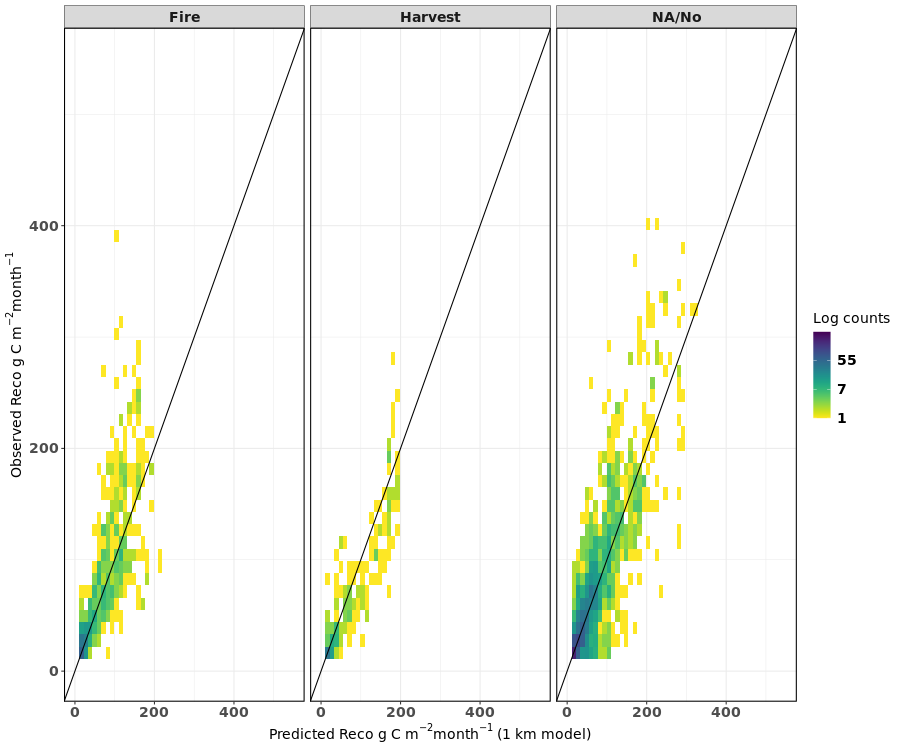 Fire
Harvest
NA/No
400
200
0
Observed Reco g C m⁻²month⁻¹
0 200 400
0 200 400
0 200 400
Predicted Reco g C m⁻²month⁻¹ (1 km model)
Log counts
55
7
1